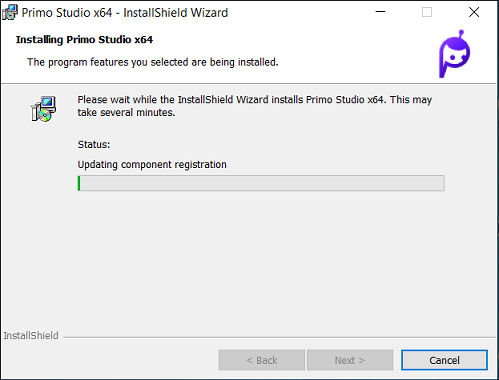 Primo Studio x64 - InstallShield Wizard
Installing Primo Studio x64
The program features you selected are being installed.
Please wait while the InstallShield Wizard installs Primo Studio x64. This may
take several minutes.
Status:
Updating component registration
InstallShield
< Back
Next >
Cancel